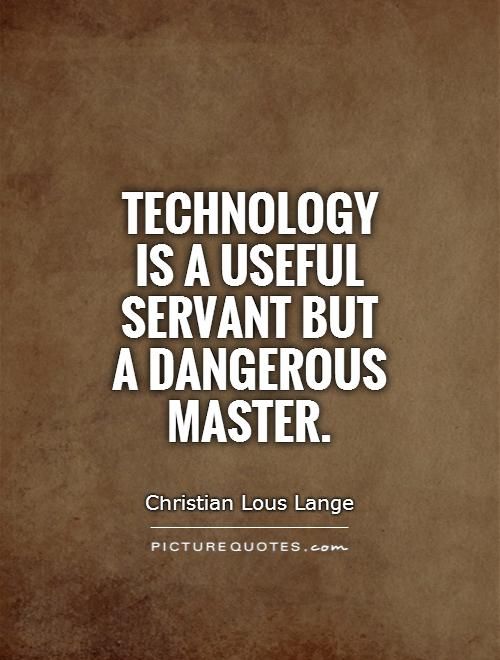 TECHNOLOGY
IS A USEFUL
SERVANT BUT
A DANGEROUS
MASTER.
Christian Lous Lange
PICTUREQUOTES.com